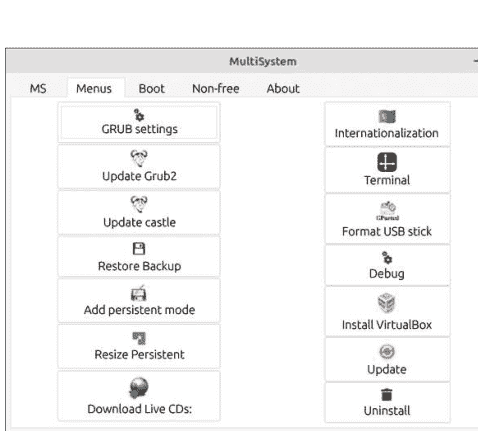 MultiSystem
MS Menus Boot Non-free About
GRUB settings
Update Grub2
Update castle
Restore Backup
Add persistent mode
Resize Persistent
Download Live CDs:
Internationalization
Terminal
GParted
Format USB stick
Debug
Install VirtualBox
Update
Uninstall